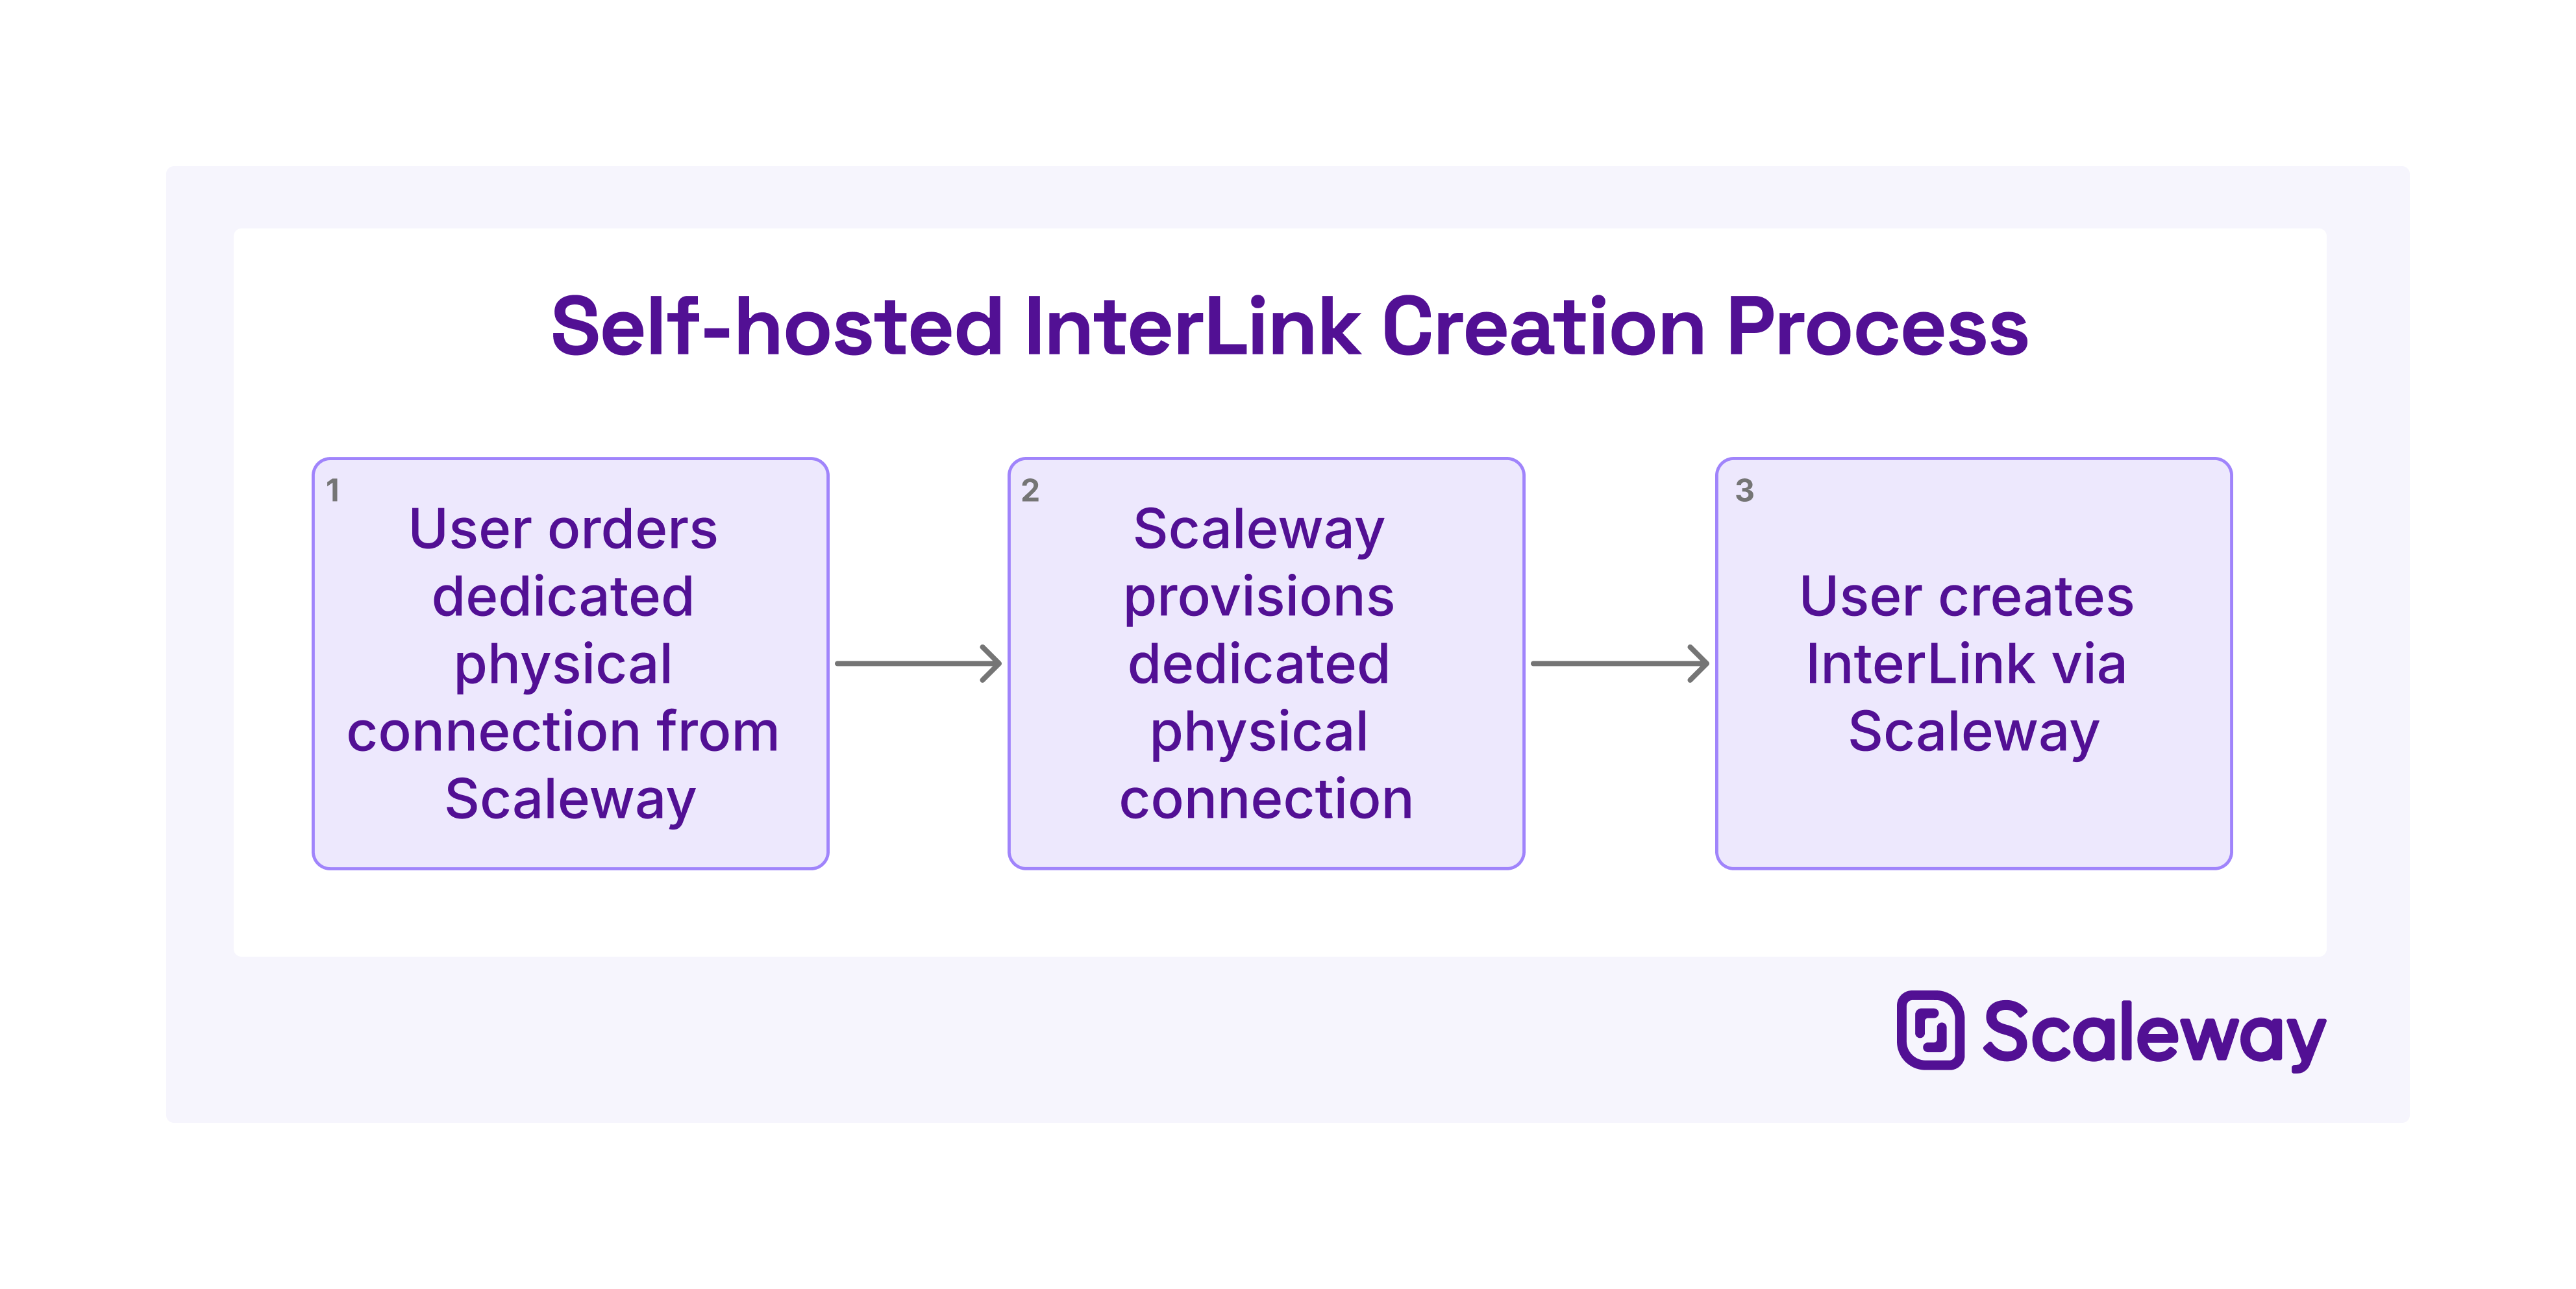 Self-hosted InterLink Creation Process
1
User orders
dedicated
physical
connection from
Scaleway
2
Scaleway
provisions
dedicated
physical
connection
3
User creates
InterLink via
Scaleway
Scaleway